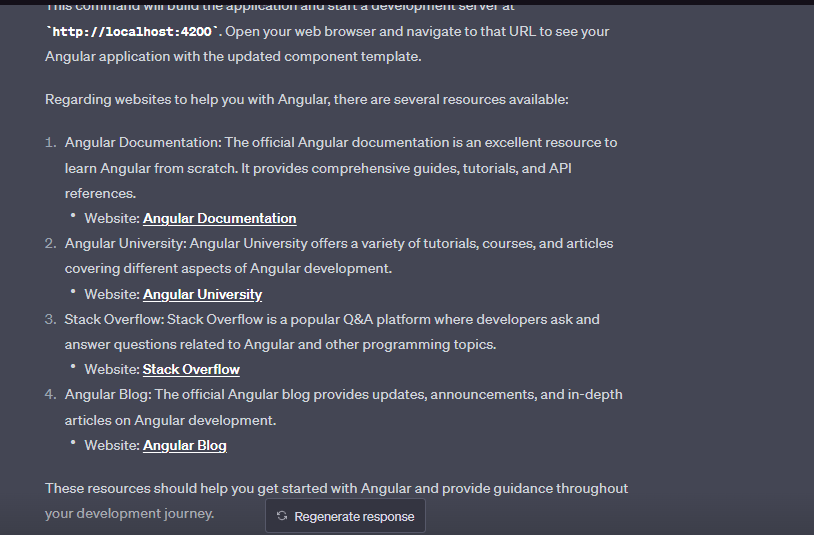 This command will build the application and start a development server at
`http://localhost:4200`. Open your web browser and navigate to that URL to see your
Angular application with the updated component template.
Regarding websites to help you with Angular, there are several resources available:
1. Angular Documentation: The official Angular documentation is an excellent resource to
learn Angular from scratch. It provides comprehensive guides, tutorials, and API
references.
• Website: Angular Documentation
2. Angular University: Angular University offers a variety of tutorials, courses, and articles
covering different aspects of Angular development.
• Website: Angular University
3. Stack Overflow: Stack Overflow is a popular Q&A platform where developers ask and
answer questions related to Angular and other programming topics.
• Website: Stack Overflow
4. Angular Blog: The official Angular blog provides updates, announcements, and in-depth
articles on Angular development.
• Website: Angular Blog
These resources should help you get started with Angular and provide guidance throughout
your development journey.
Regenerate response